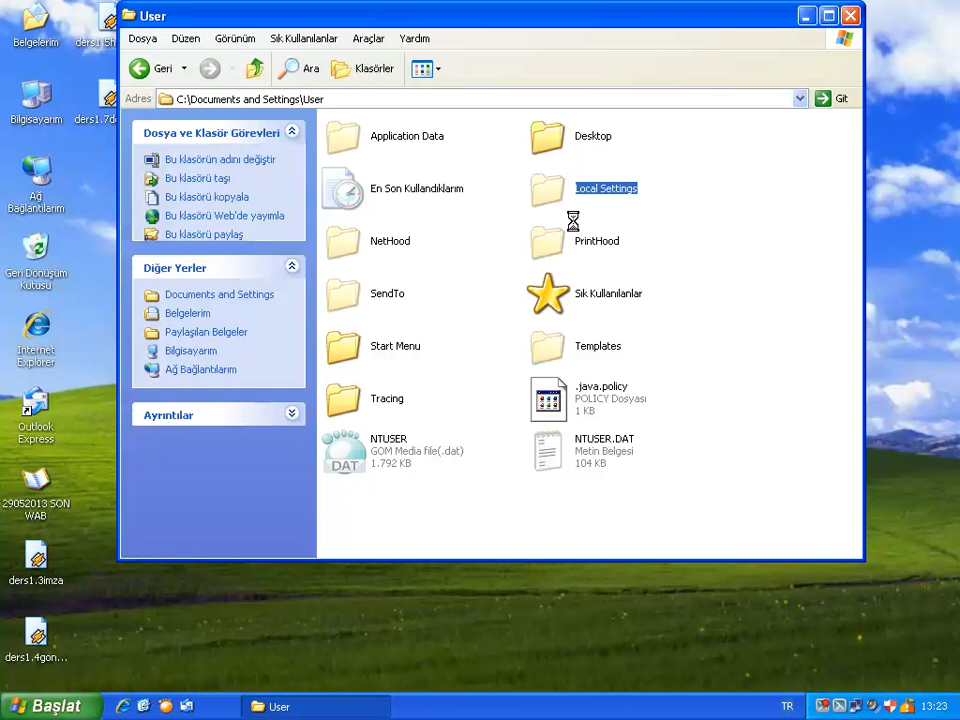 Belgelerim
ders1.5h
Bilgisayarım
ders1.7d
Ağ
Bağlantılarım
Geri Dönüşüm
Kutusu
Internet
Explorer
Outlook
Express
29052013 SON
WAB
ders1.3imza
ders1.4gon...
User
Dosya
Düzen
Görünüm
Sık Kullanılanlar
Araçlar
Yardım
Geri
Ara
Klasörler
Adres
C:\Documents and Settings\User
Git
Dosya ve Klasör Görevleri
Bu klasörün adını değiştir
Bu klasörü taşı
Bu klasörü kopyala
Bu klasörü Web'de yayımla
Bu klasörü paylaş
Diğer Yerler
Documents and Settings
Belgelerim
Paylaşılan Belgeler
Bilgisayarım
Ağ Bağlantılarım
Ayrıntılar
Application Data
Desktop
En Son Kullandıklarım
Local Settings
NetHood
PrintHood
SendTo
Sık Kullanılanlar
Start Menu
Templates
Tracing
.java.policy
POLICY Dosyası
1 KB
NTUSER
GOM Media file(.dat)
1.792 KB
DAT
NTUSER.DAT
Metin Belgesi
104 KB
Başlat
User
TR
13:23